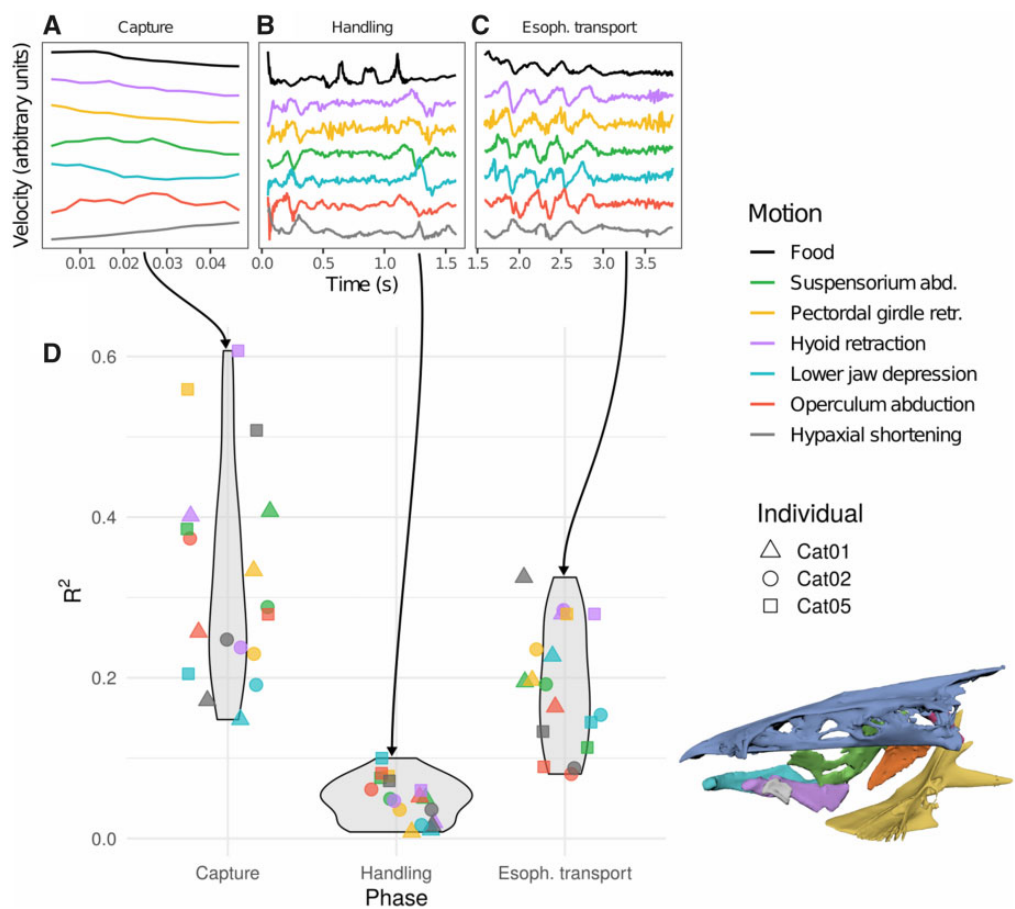 A Capture B Handling C Esoph. transport
Velocity (arbitrary units)
0.01 0.02 0.03 0.04 0.0 0.5 1.0 1.5 1.5 2.0 2.5 3.0 3.5
Time (s)
Motion
Food
Suspensorium abd.
Pectordal girdle retr.
Hyoid retraction
Lower jaw depression
Operculum abduction
Hypaxial shortening
D
0.6
0.4
0.2
0.0
R²
Capture Handling Esoph. transport
Phase
Individual
Cat01
Cat02
Cat05